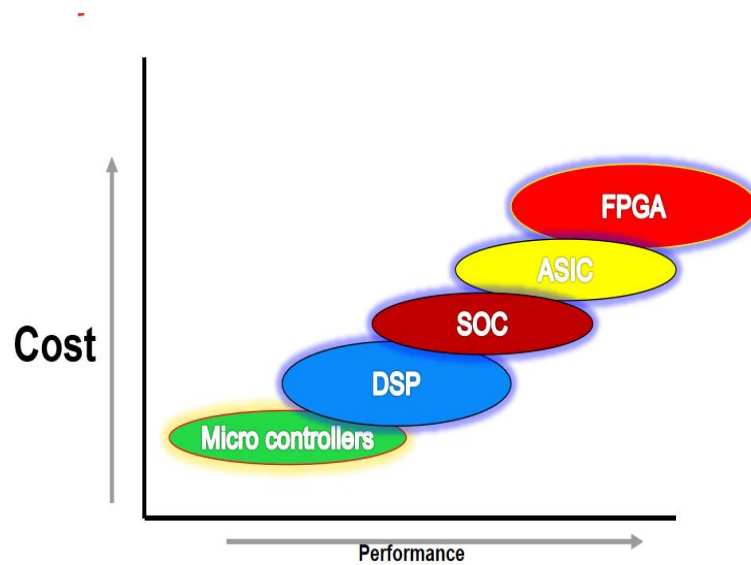 FPGA
ASIC
SOC
Cost
DSP
Micro controllers
Performance